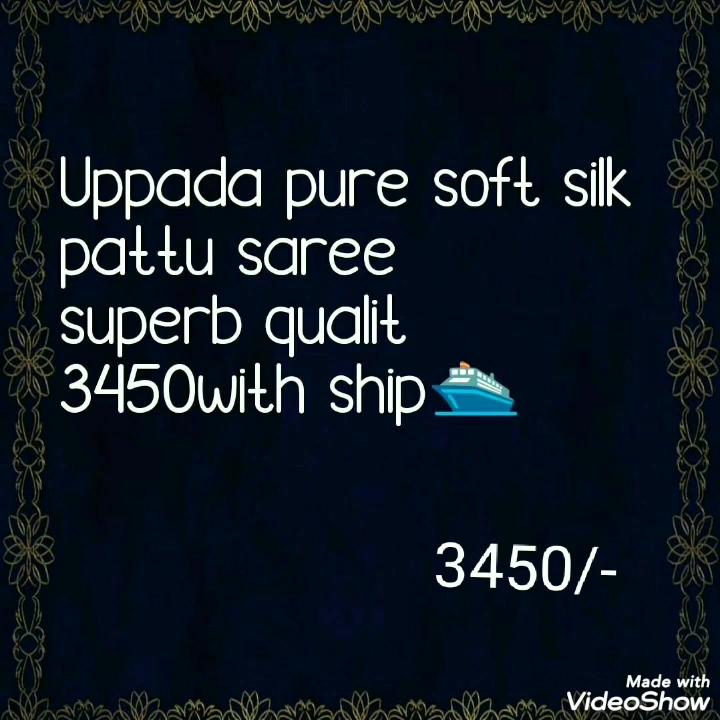 Uppada pure soft silk
pattu saree
superb qualit
3450with ship🛳️
3450/-
Made with
VideoShow